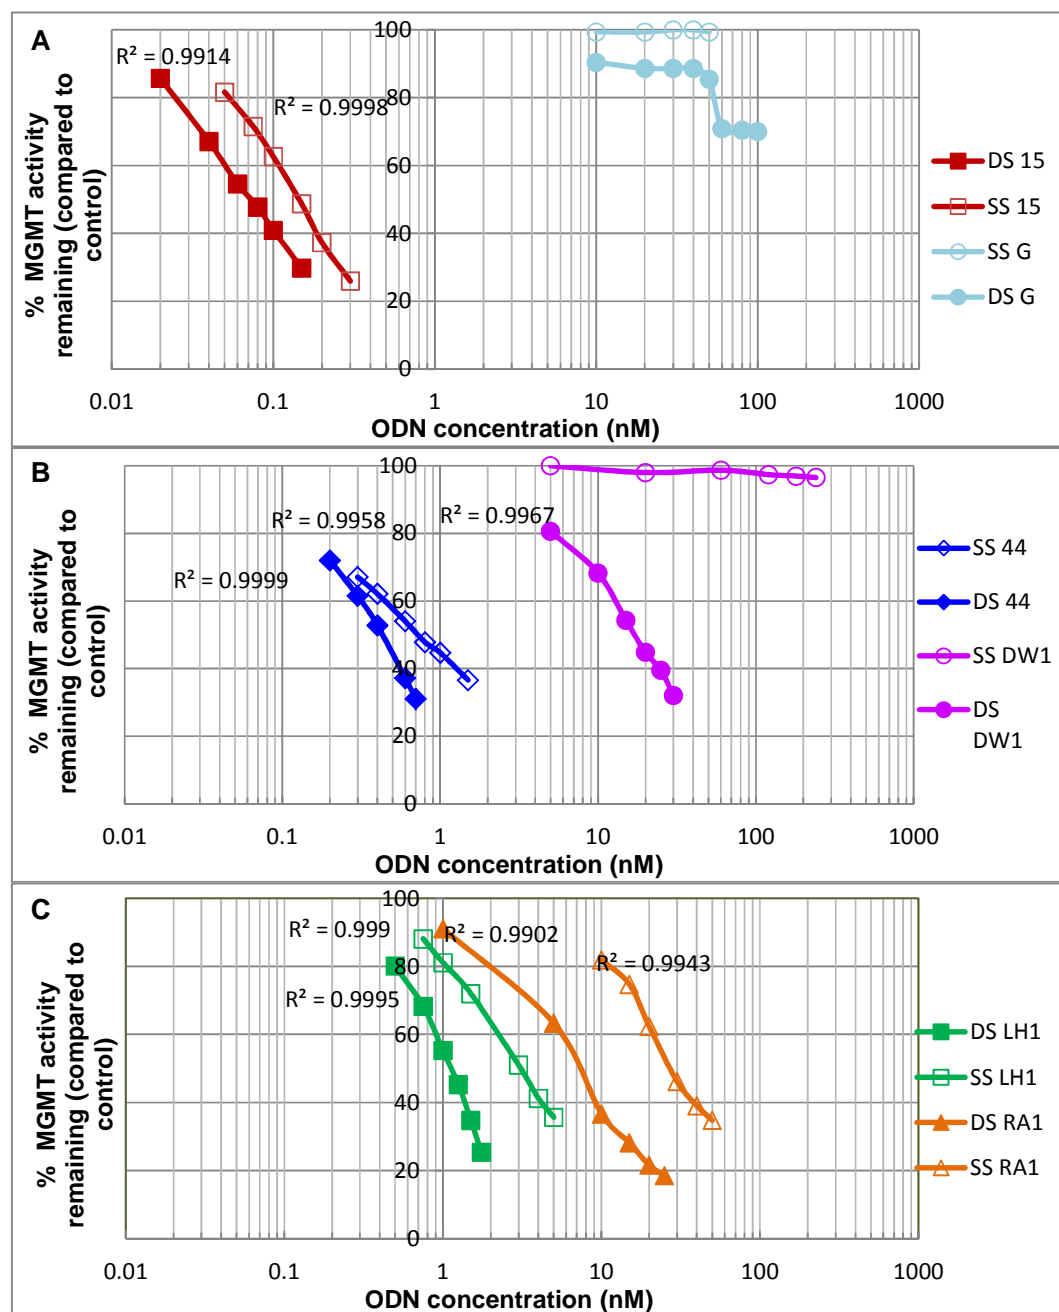 A
R² = 0.9914
R² = 0.9998
% MGMT activity
remaining (compared to
control)
100
80
60
40
20
0
0.01
0.1
1
10
100
1000
ODN concentration (nM)
DS 15
SS 15
SS G
DS G
B
R² = 0.9958
R² = 0.9967
R² = 0.9999
% MGMT activity
remaining (compared to
control)
100
80
60
40
20
0
0.01
0.1
1
10
100
1000
ODN concentration (nM)
SS 44
DS 44
SS DW1
DS
DW1
C
R² = 0.999
R² = 0.9902
R² = 0.9943
R² = 0.9995
% MGMT activity
remaining (compared to
control)
100
80
60
40
20
0
0.01
0.1
1
10
100
1000
ODN concentration (nM)
DS LH1
SS LH1
DS RA1
SS RA1